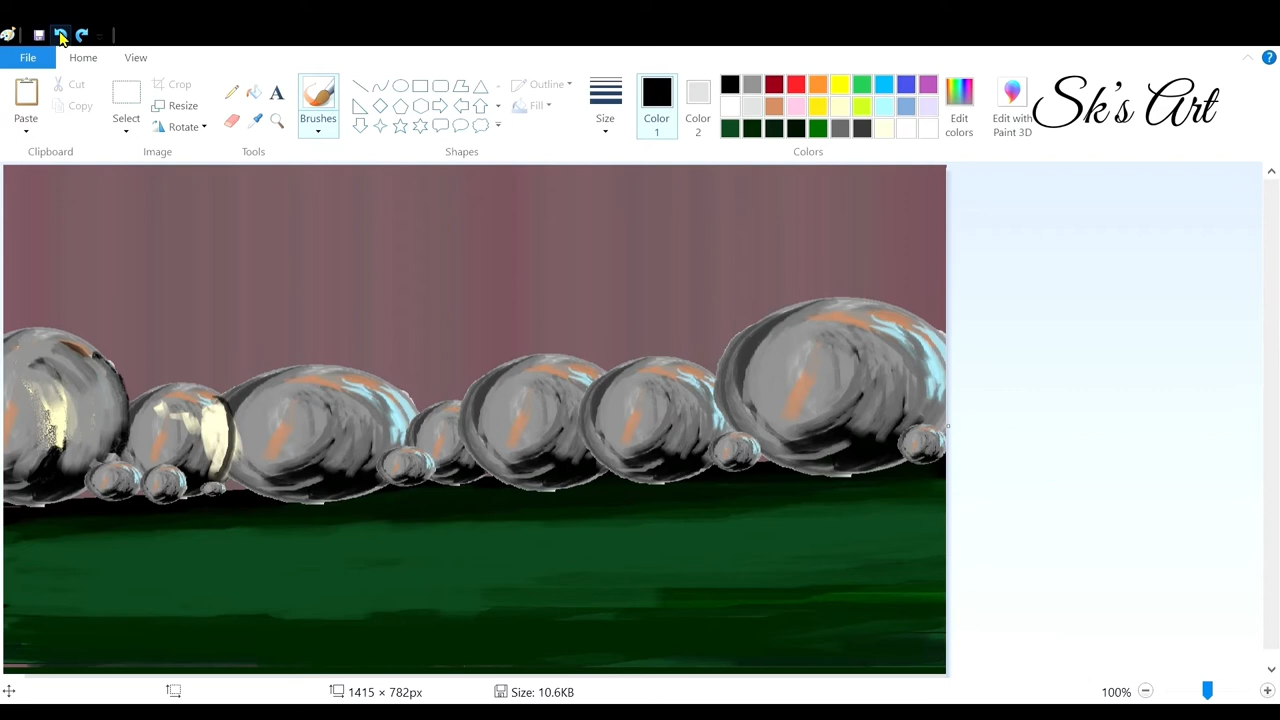 File Home View
Paste
Cut
Copy
Clipboard
Select
Crop
Resize
Rotate
Image
Tools
Brushes
Outline
Fill
Shapes
Size
Color 1
Color 2
Edit colors
Edit with Paint 3D
Colors
Sk's Art
1415 × 782px
Size: 10.6KB
100%